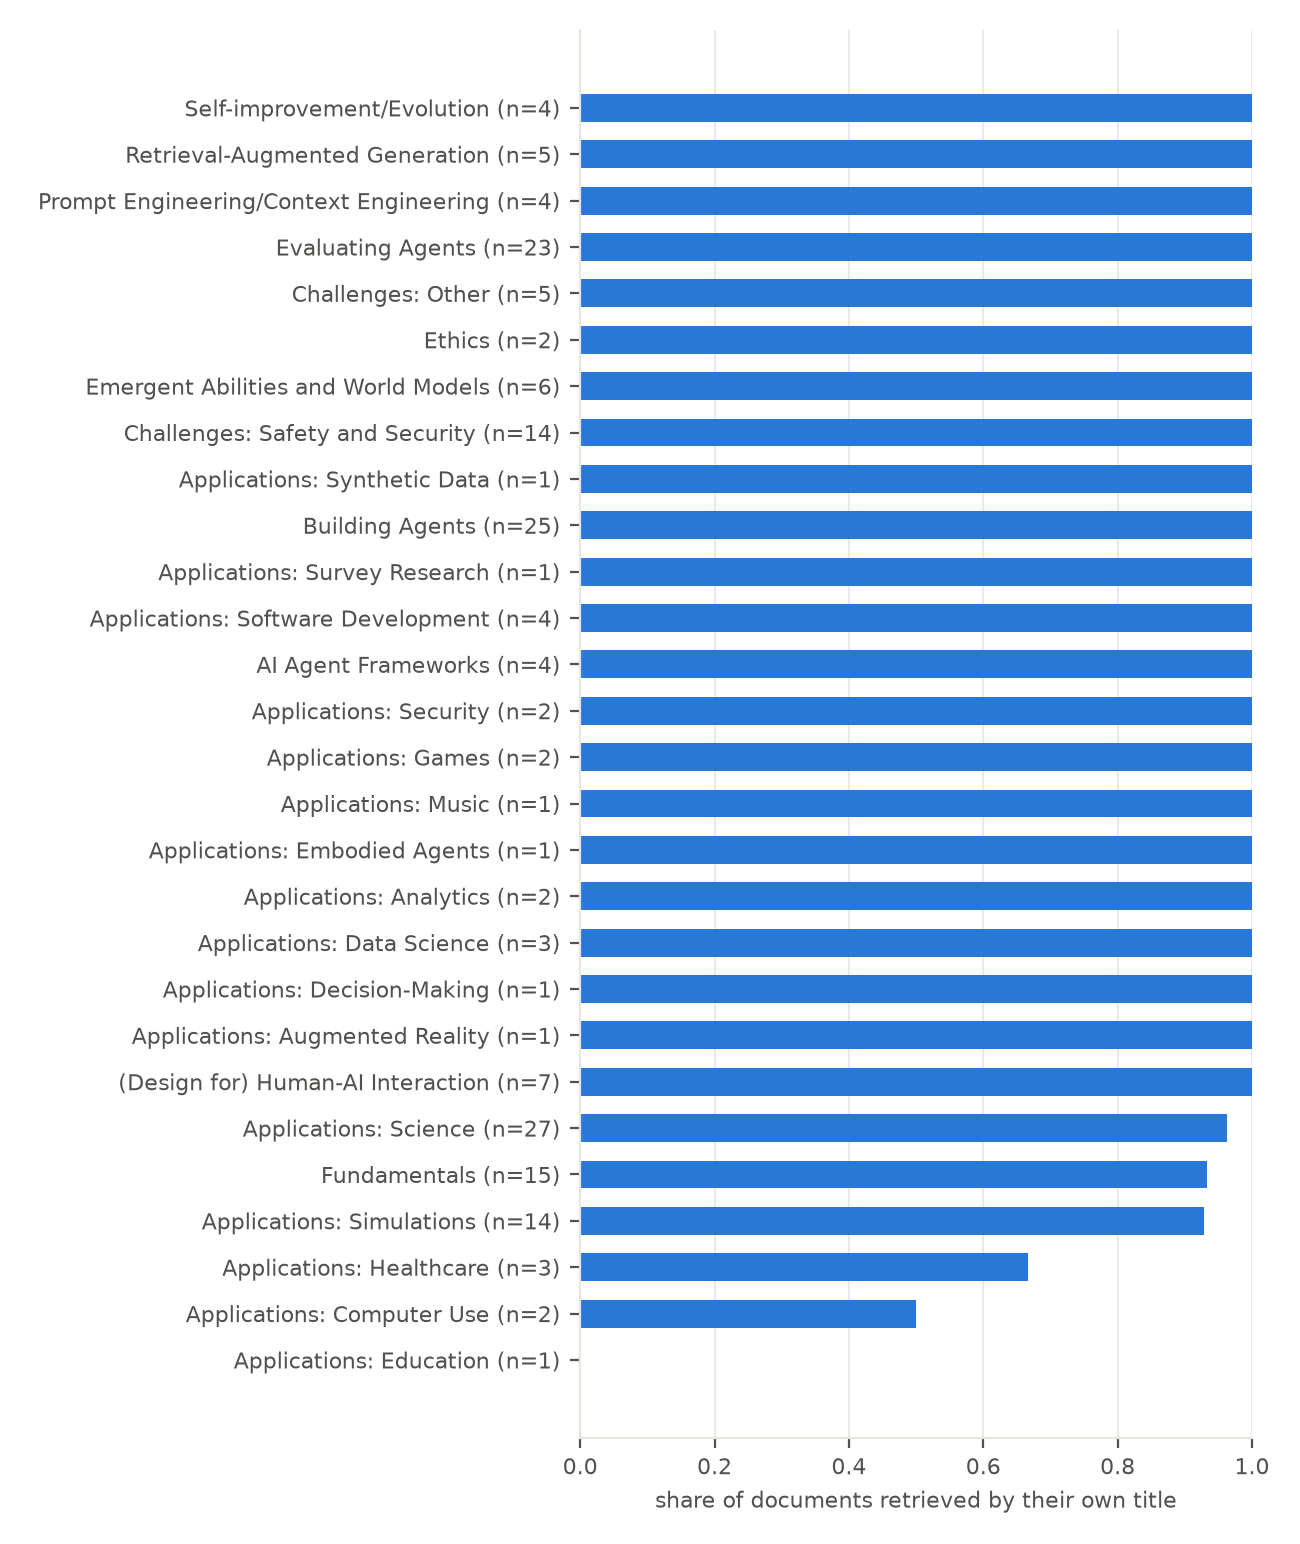 Self-improvement/Evolution (n=4)
Retrieval-Augmented Generation (n=5)
Prompt Engineering/Context Engineering (n=4)
Evaluating Agents (n=23)
Challenges: Other (n=5)
Ethics (n=2)
Emergent Abilities and World Models (n=6)
Challenges: Safety and Security (n=14)
Applications: Synthetic Data (n=1)
Building Agents (n=25)
Applications: Survey Research (n=1)
Applications: Software Development (n=4)
AI Agent Frameworks (n=4)
Applications: Security (n=2)
Applications: Games (n=2)
Applications: Music (n=1)
Applications: Embodied Agents (n=1)
Applications: Analytics (n=2)
Applications: Data Science (n=3)
Applications: Decision-Making (n=1)
Applications: Augmented Reality (n=1)
(Design for) Human-AI Interaction (n=7)
Applications: Science (n=27)
Fundamentals (n=15)
Applications: Simulations (n=14)
Applications: Healthcare (n=3)
Applications: Computer Use (n=2)
Applications: Education (n=1)
0.0 0.2 0.4 0.6 0.8 1.0
share of documents retrieved by their own title